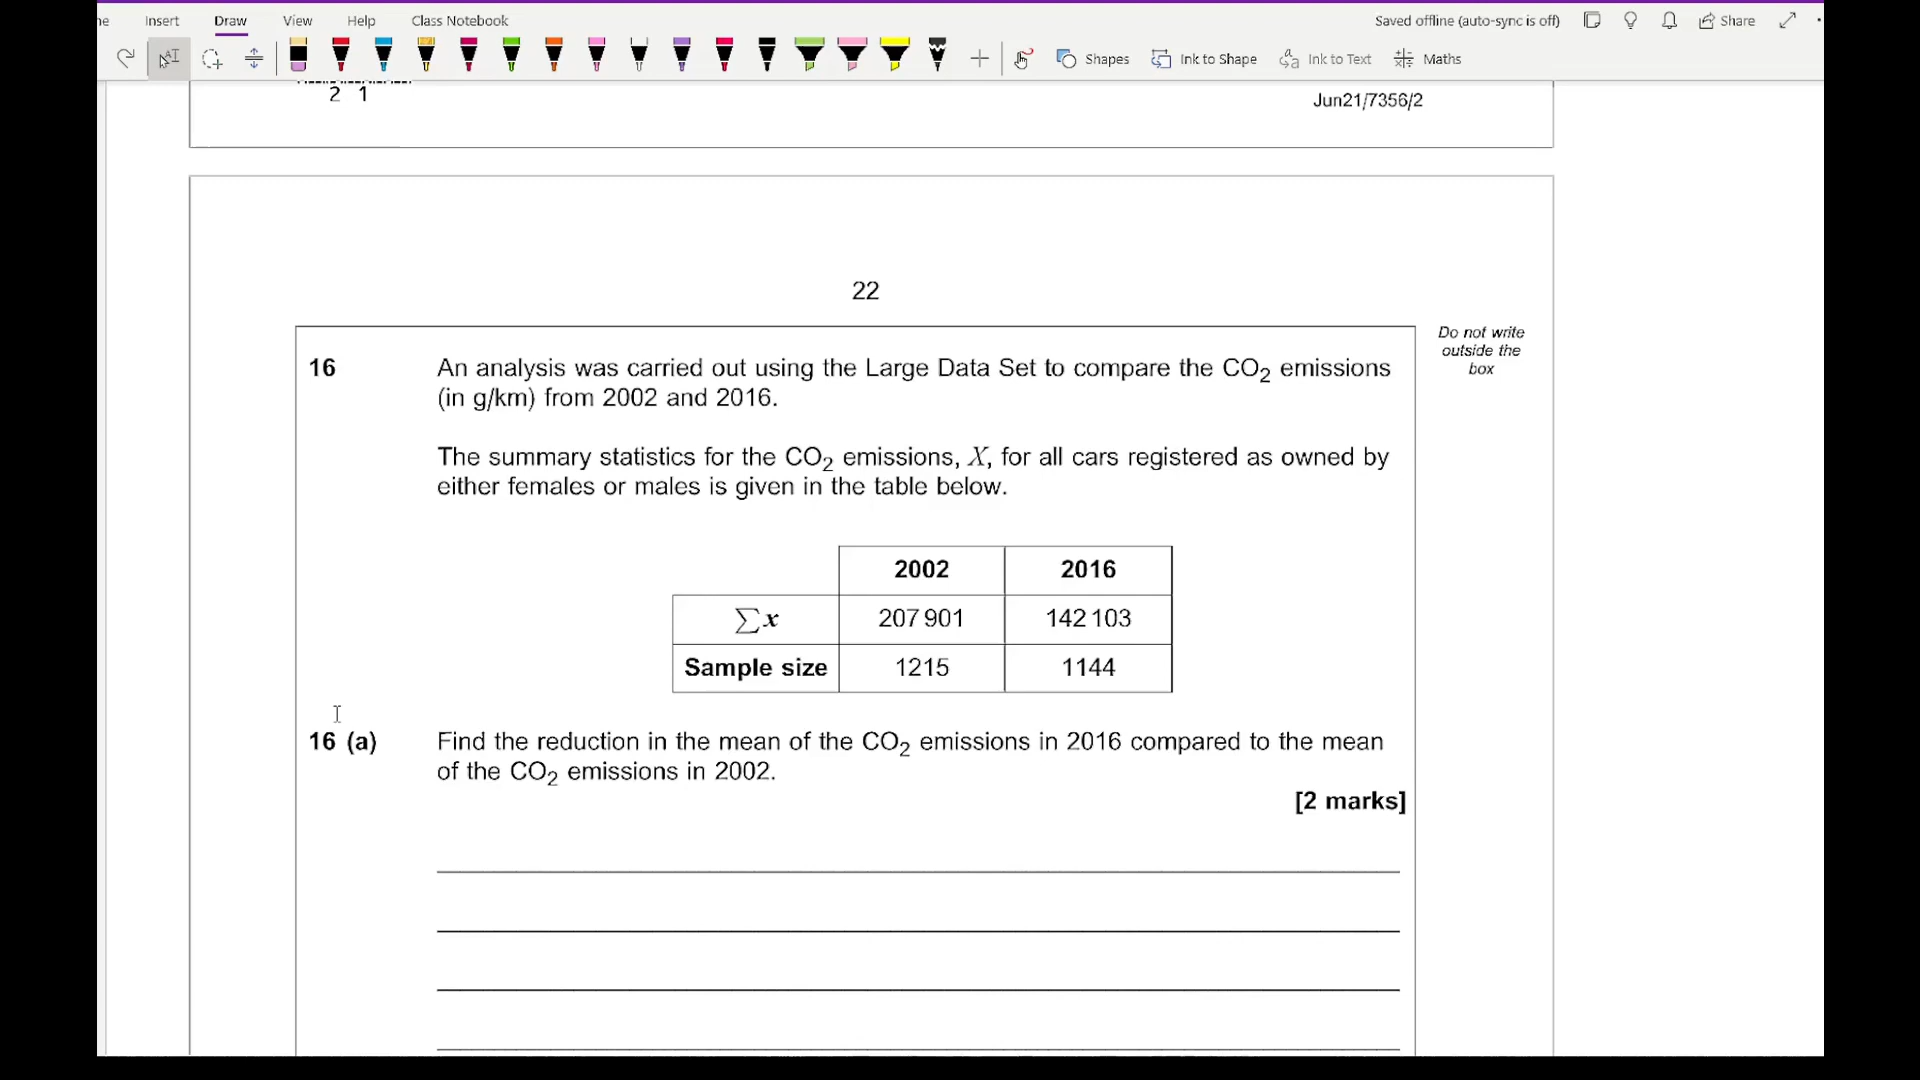 Insert Draw View Help Class Notebook Saved offline (auto-sync is off) Share
Shapes Ink to Shape Ink to Text Maths
2 1
Jun21/7356/2
22
Do not write
outside the
box
16 An analysis was carried out using the Large Data Set to compare the CO₂ emissions
(in g/km) from 2002 and 2016.
The summary statistics for the CO₂ emissions, X, for all cars registered as owned by
either females or males is given in the table below.
2002 2016
∑x 207 901 142 103
Sample size 1215 1144
16 (a) Find the reduction in the mean of the CO₂ emissions in 2016 compared to the mean
of the CO₂ emissions in 2002.
[2 marks]